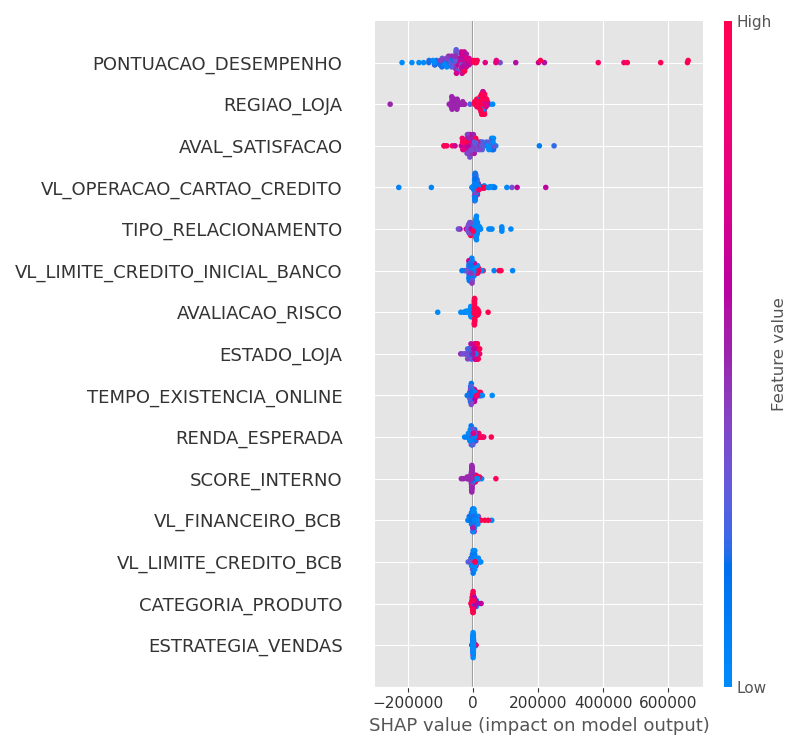 High
PONTUACAO_DESEMPENHO
REGIAO_LOJA
AVAL_SATISFACAO
VL_OPERACAO_CARTAO_CREDITO
TIPO_RELACIONAMENTO
VL_LIMITE_CREDITO_INICIAL_BANCO
AVALIACAO_RISCO
ESTADO_LOJA
TEMPO_EXISTENCIA_ONLINE
RENDA_ESPERADA
SCORE_INTERNO
VL_FINANCEIRO_BCB
VL_LIMITE_CREDITO_BCB
CATEGORIA_PRODUTO
ESTRATEGIA_VENDAS
Feature value
Low
−200000 0 200000 400000 600000
SHAP value (impact on model output)